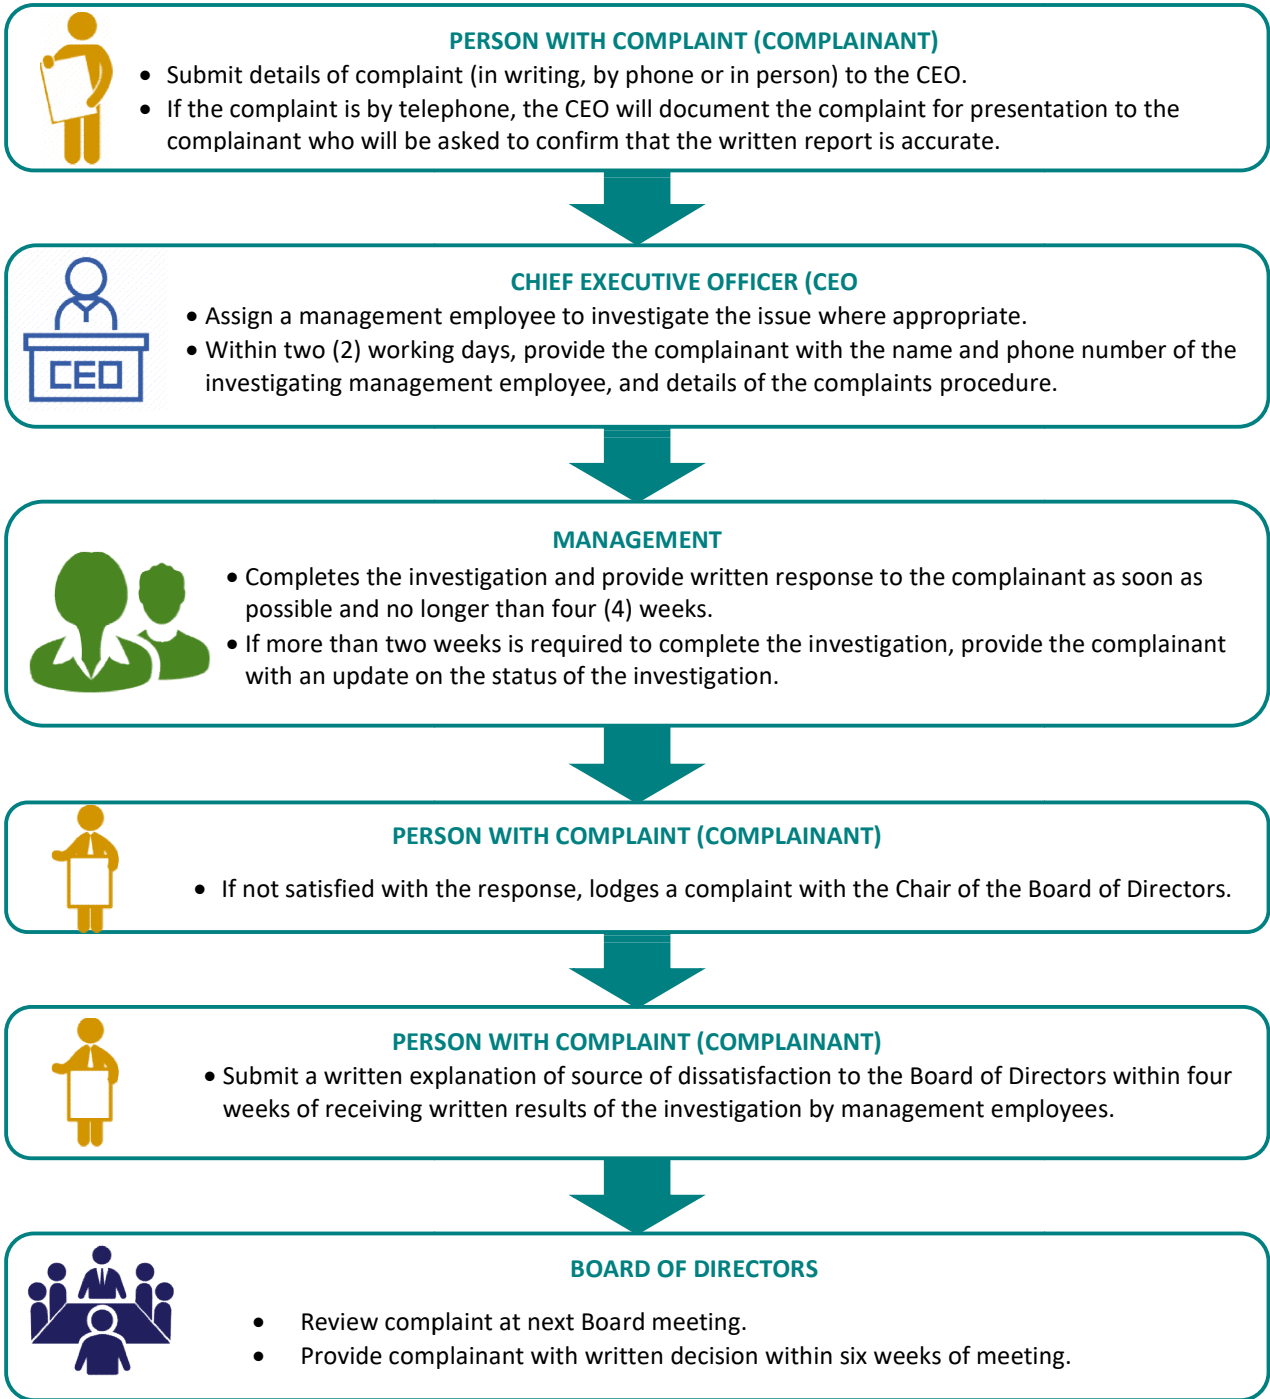 PERSON WITH COMPLAINT (COMPLAINANT)
• Submit details of complaint (in writing, by phone or in person) to the CEO.
• If the complaint is by telephone, the CEO will document the complaint for presentation to the
complainant who will be asked to confirm that the written report is accurate.
CHIEF EXECUTIVE OFFICER (CEO
• Assign a management employee to investigate the issue where appropriate.
• Within two (2) working days, provide the complainant with the name and phone number of the
investigating management employee, and details of the complaints procedure.
CEO
MANAGEMENT
• Completes the investigation and provide written response to the complainant as soon as
possible and no longer than four (4) weeks.
• If more than two weeks is required to complete the investigation, provide the complainant
with an update on the status of the investigation.
PERSON WITH COMPLAINT (COMPLAINANT)
• If not satisfied with the response, lodges a complaint with the Chair of the Board of Directors.
PERSON WITH COMPLAINT (COMPLAINANT)
• Submit a written explanation of source of dissatisfaction to the Board of Directors within four
weeks of receiving written results of the investigation by management employees.
BOARD OF DIRECTORS
• Review complaint at next Board meeting.
• Provide complainant with written decision within six weeks of meeting.